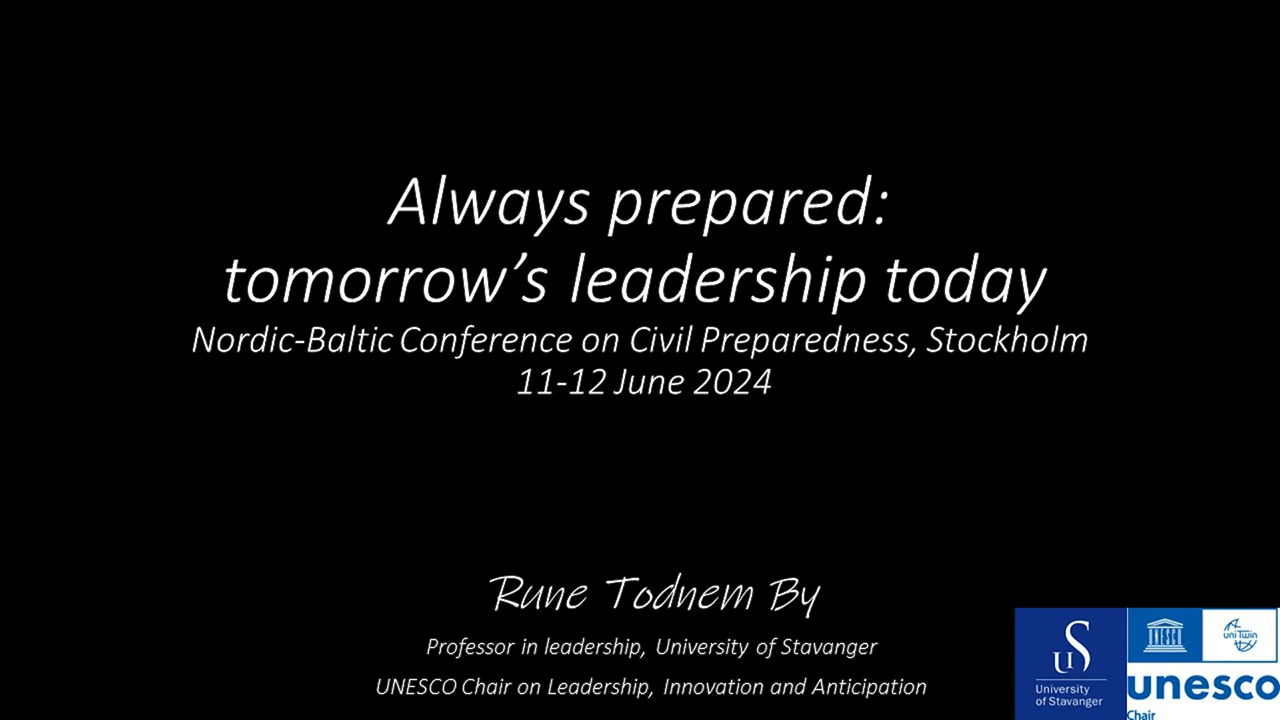 Always prepared:
tomorrow’s leadership today
Nordic-Baltic Conference on Civil Preparedness, Stockholm
11-12 June 2024
Rune Todnem By
Professor in leadership, University of Stavanger
UNESCO Chair on Leadership, Innovation and Anticipation
uiS
University
of Stavanger
UNESCO
uniTwin
unesco
Chair